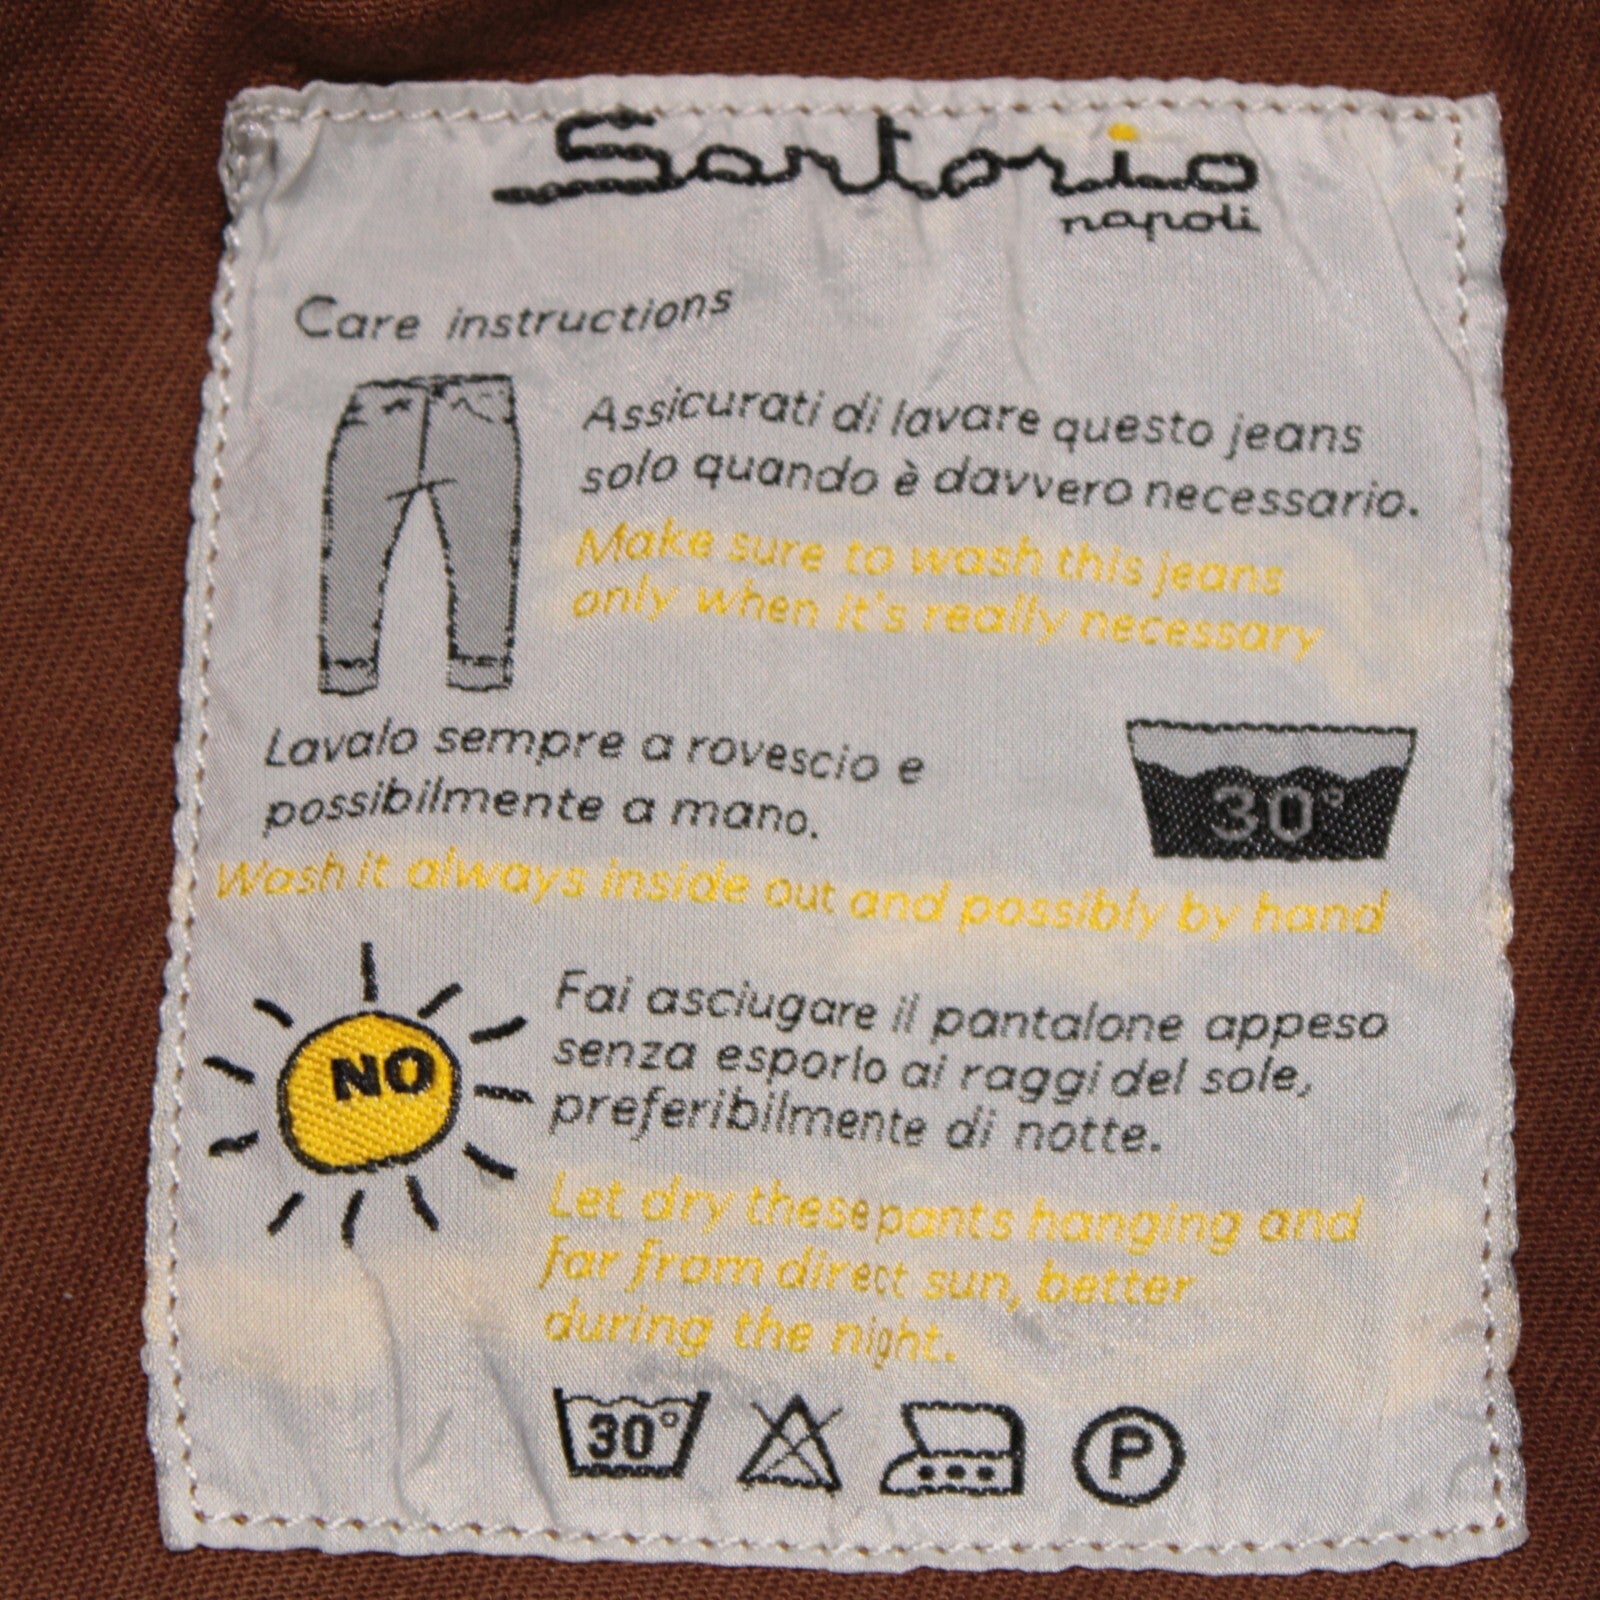 Sartorio
napoli
Care instructions
Assicurati di lavare questo jeans
solo quando è davvero necessario.
Make sure to wash this jeans
only when it's really necessary
Lavalo sempre a rovescio e
possibilmente a mano.
30°
Wash it always inside out and possibly by hand
NO
Fai asciugare il pantalone appeso
senza esporlo ai raggi del sole,
preferibilmente di notte.
Let dry these pants hanging and
far from direct sun, better
during the night.
30° P